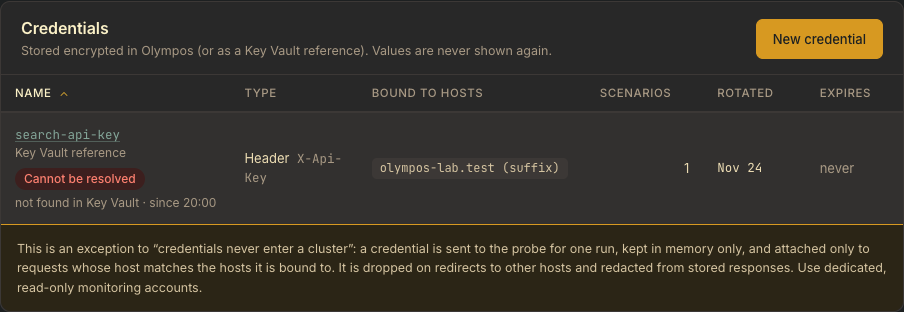 Credentials
Stored encrypted in Olympos (or as a Key Vault reference). Values are never shown again.
New credential
NAME TYPE BOUND TO HOSTS SCENARIOS ROTATED EXPIRES
search-api-key
Key Vault reference
Cannot be resolved
not found in Key Vault · since 20:00
Header X-Api-
Key
olympos-lab.test (suffix)
1
Nov 24
never
This is an exception to “credentials never enter a cluster”: a credential is sent to the probe for one run, kept in memory only, and attached only to
requests whose host matches the hosts it is bound to. It is dropped on redirects to other hosts and redacted from stored responses. Use dedicated,
read-only monitoring accounts.